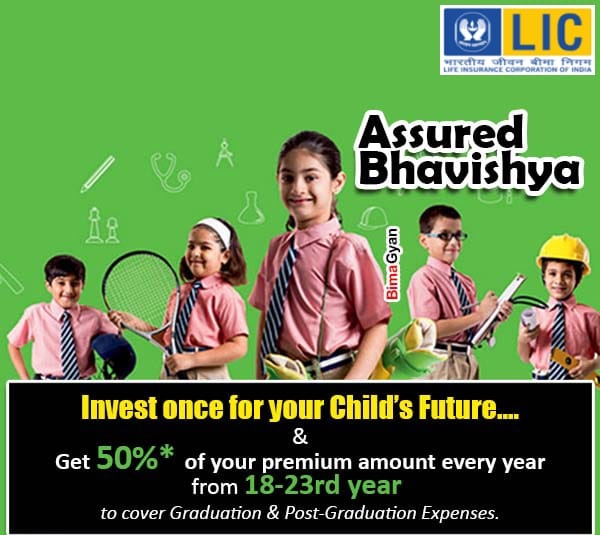 LIC
भारतीय जीवन बीमा निगम
LIFE INSURANCE CORPORATION OF INDIA
Assured
Bhavishya
BimaGyan
Invest once for your Child's Future....
&
Get 50%* of your premium amount every year
from 18-23rd year
to cover Graduation & Post-Graduation Expenses.